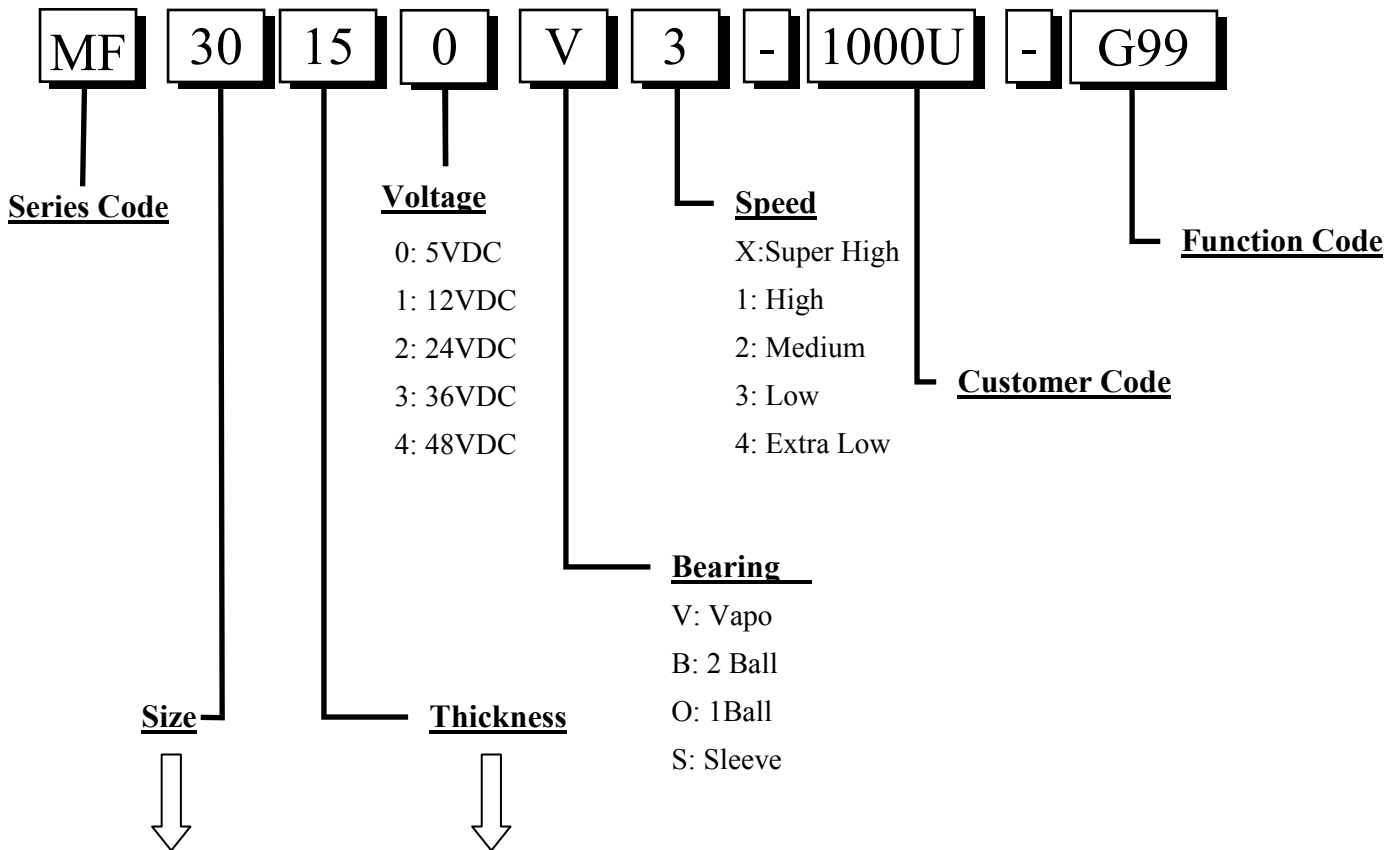 MF 30 15 0 V 3 - 1000U - G99
Series Code
Voltage
0: 5VDC
1: 12VDC
2: 24VDC
3: 36VDC
4: 48VDC
Speed
X:Super High
1: High
2: Medium
3: Low
4: Extra Low
Function Code
Customer Code
Bearing
V: Vapo
B: 2 Ball
O: 1Ball
S: Sleeve
Size
Thickness